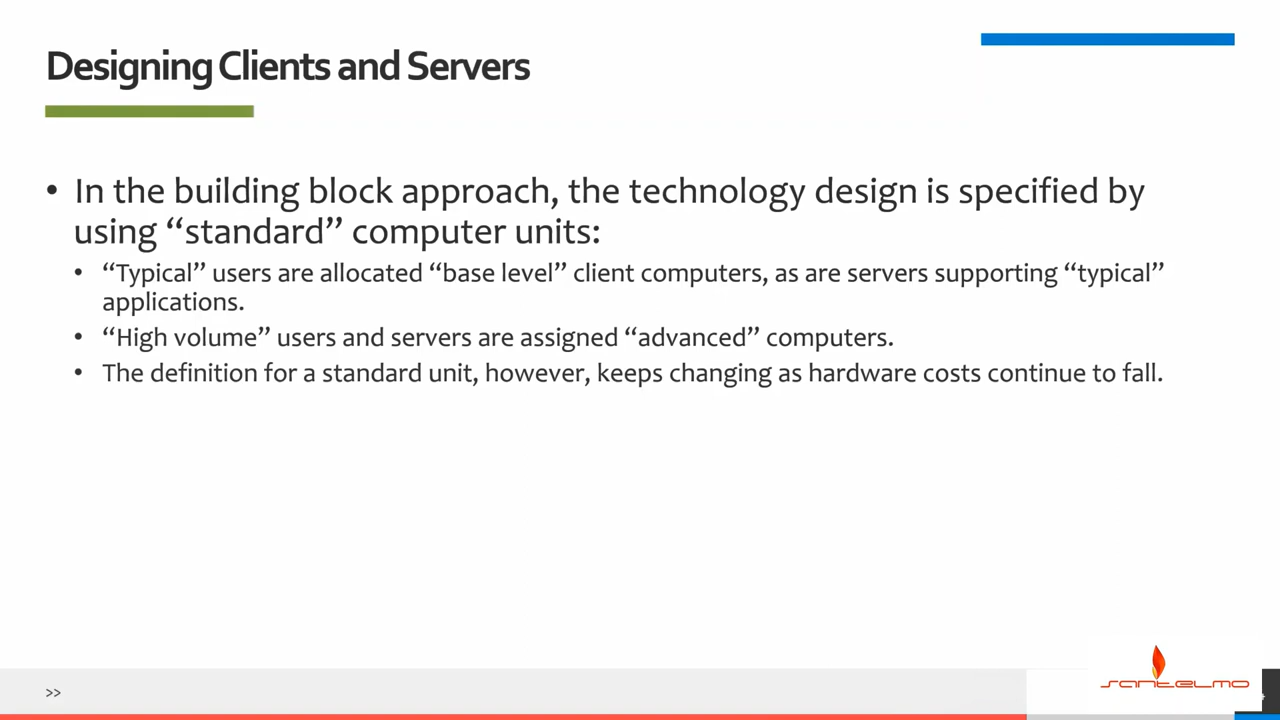 Designing Clients and Servers
• In the building block approach, the technology design is specified by
using “standard” computer units:
• “Typical” users are allocated “base level” client computers, as are servers supporting “typical”
applications.
• “High volume” users and servers are assigned “advanced” computers.
• The definition for a standard unit, however, keeps changing as hardware costs continue to fall.
>>
santelmo